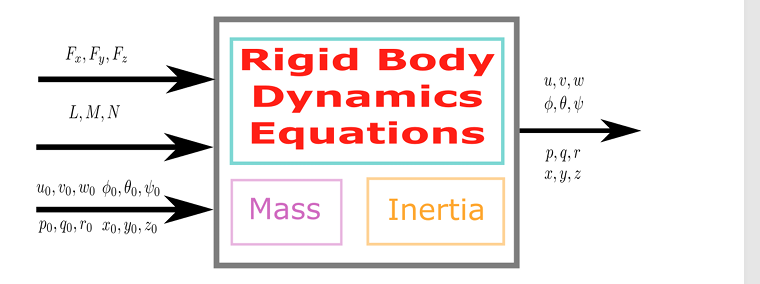 F_x, F_y, F_z
L, M, N
u_0, v_0, w_0 ϕ_0, θ_0, ψ_0
p_0, q_0, r_0 x_0, y_0, z_0
Rigid Body
Dynamics
Equations
Mass
Inertia
u, v, w
ϕ, θ, ψ
p, q, r
x, y, z